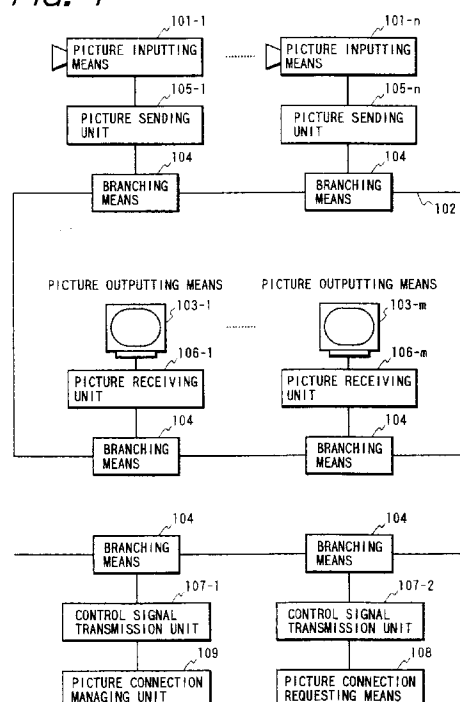 101-1 101-n
PICTURE INPUTTING MEANS PICTURE INPUTTING MEANS
105-1 105-n
PICTURE SENDING UNIT PICTURE SENDING UNIT
104 104
BRANCHING MEANS BRANCHING MEANS
102
PICTURE OUTPUTTING MEANS PICTURE OUTPUTTING MEANS
103-1 103-m
106-1 106-m
PICTURE RECEIVING UNIT PICTURE RECEIVING UNIT
104 104
BRANCHING MEANS BRANCHING MEANS
104 104
BRANCHING MEANS BRANCHING MEANS
107-1 107-2
CONTROL SIGNAL TRANSMISSION UNIT CONTROL SIGNAL TRANSMISSION UNIT
109 108
PICTURE CONNECTION MANAGING UNIT PICTURE CONNECTION REQUESTING MEANS